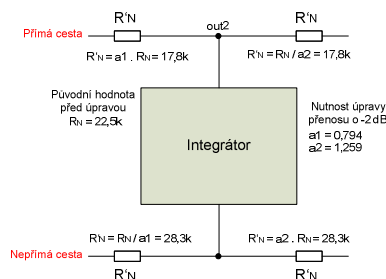 R'N
R'N
out2
Přímá cesta
R'N = a1 . RN = 17,8k
R'N = RN / a2 = 17,8k
Původní hodnota
před úpravou
RN = 22,5k
Integrátor
Nutnost úpravy
přenosu o -2 dB
a1 = 0,794
a2 = 1,259
R'N = RN / a1 = 28,3k
R'N = a2 . RN = 28,3k
Nepřímá cesta
R'N
R'N